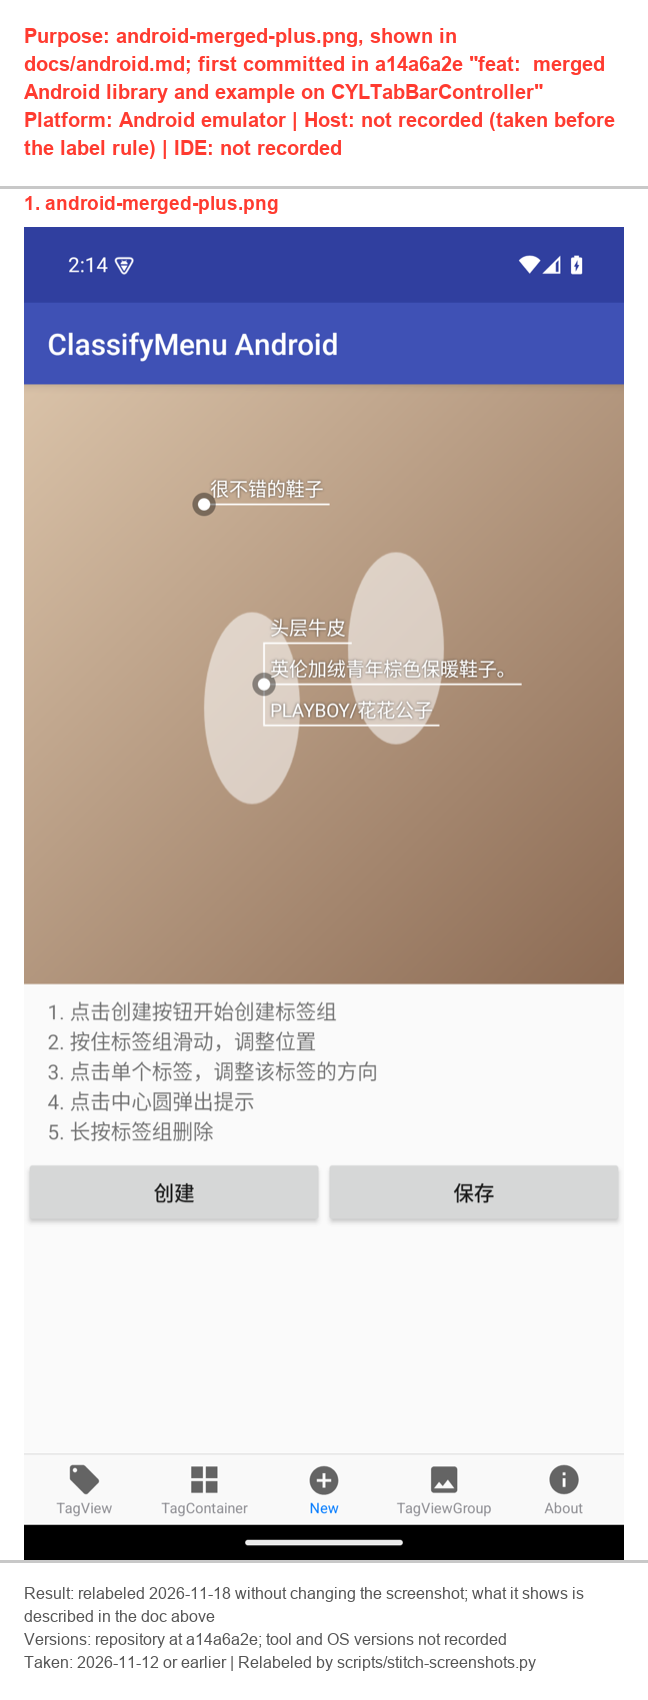 Purpose: android-merged-plus.png, shown in
docs/android.md; first committed in a14a6a2e "feat:  merged
Android library and example on CYLTabBarController"
Platform: Android emulator | Host: not recorded (taken before
the label rule) | IDE: not recorded
1. android-merged-plus.png
2:14
ClassifyMenu Android
很不错的鞋子
头层牛皮
英伦加绒青年棕色保暖鞋子。
PLAYBOY/花花公子
1. 点击创建按钮开始创建标签组
2. 按住标签组滑动，调整位置
3. 点击单个标签，调整该标签的方向
4. 点击中心圆弹出提示
5. 长按标签组删除
创建
保存
TagView
TagContainer
New
TagViewGroup
About
Result: relabeled 2026-11-18 without changing the screenshot; what it shows is
described in the doc above
Versions: repository at a14a6a2e; tool and OS versions not recorded
Taken: 2026-11-12 or earlier | Relabeled by scripts/stitch-screenshots.py